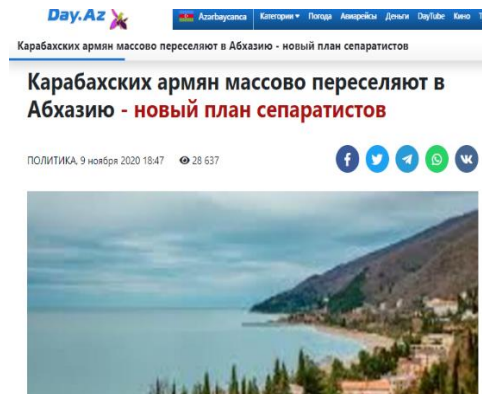 Day.Az
Azərbaycanca Категории Погода Авиарейсы Деньги DayTube Кино
Карабахских армян массово переселяют в Абхазию - новый план сепаратистов
Карабахских армян массово переселяют в
Абхазию - новый план сепаратистов
ПОЛИТИКА, 9 ноября 2020 18:47 28 637